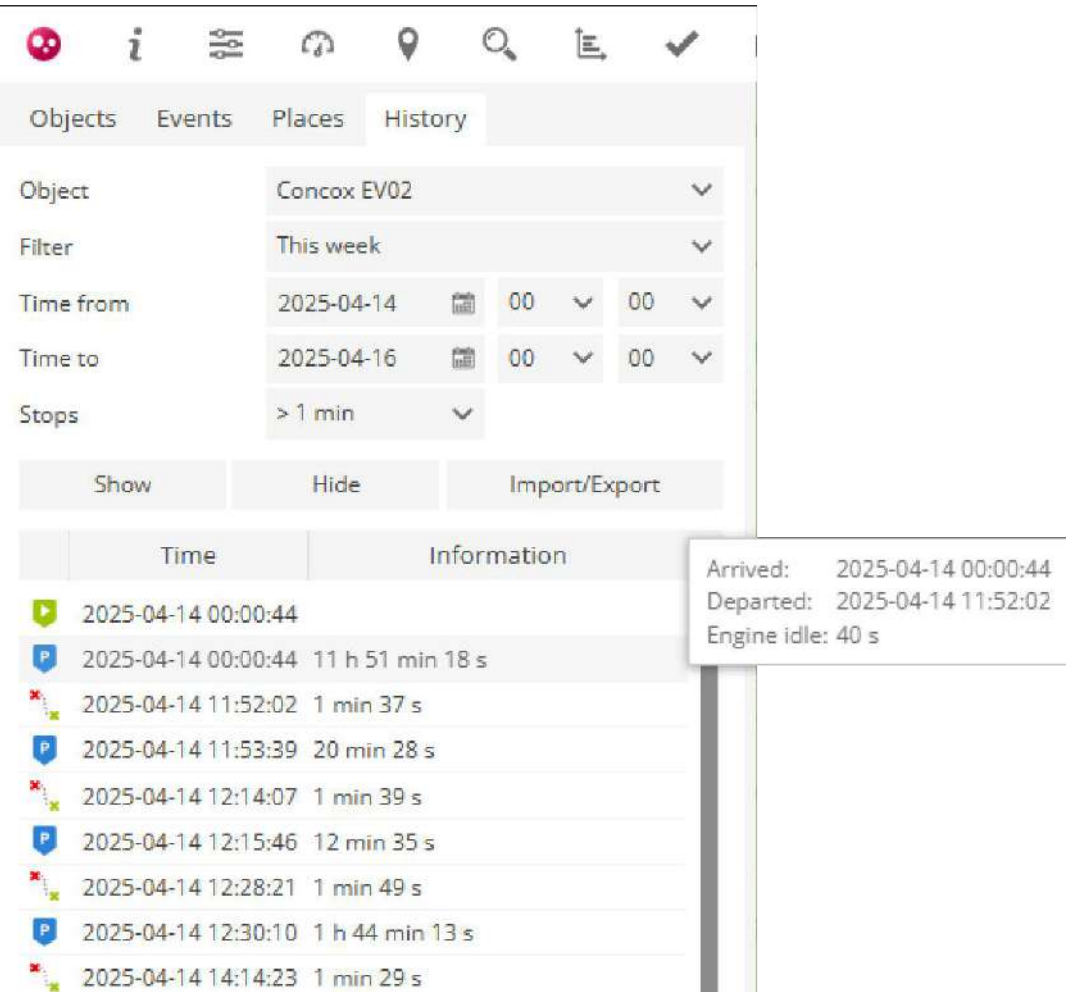 Objects Events Places History
Object Concox EV02
Filter This week
Time from 2025-04-14 00 00
Time to 2025-04-16 00 00
Stops > 1 min
Show Hide Import/Export
Time Information
Arrived: 2025-04-14 00:00:44
Departed: 2025-04-14 11:52:02
Engine idle: 40 s
2025-04-14 00:00:44
P 2025-04-14 00:00:44 11 h 51 min 18 s
2025-04-14 11:52:02 1 min 37 s
P 2025-04-14 11:53:39 20 min 28 s
2025-04-14 12:14:07 1 min 39 s
P 2025-04-14 12:15:46 12 min 35 s
2025-04-14 12:28:21 1 min 49 s
P 2025-04-14 12:30:10 1 h 44 min 13 s
2025-04-14 14:14:23 1 min 29 s